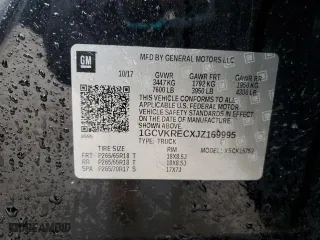 GM
MFD BY GENERAL MOTORS LLC
10/17 GVWR GAWR FRT GAWR RR
3447KG 1792 KG 1950 KG
7600 LB 3950 LB 4300 LB
THIS VEHICLE CONFORMS TO ALL APPLICABLE
U.S. FEDERAL MOTOR
VEHICLE SAFETY STANDARDS IN
EFFECT ON THE DATE OF
MANUFACTURE SHOWN ABOVE.
1GCVKRECXJZ169995
TYPE: TRUCK
TIRE SIZE RIM
FRT P265/65R18 T 18X8.5J
RR P265/65R18 T 18X8.5J
SPA P265/70R17 S 17X7J
MODEL: